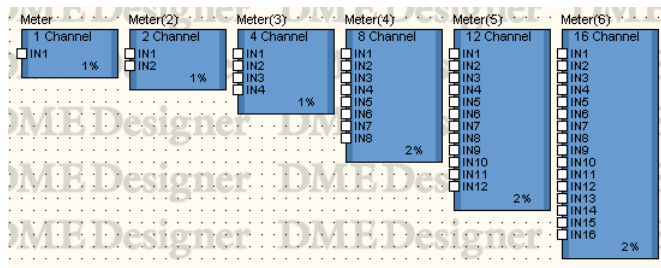 Meter
1 Channel
IN1
1%
Meter(2)
2 Channel
IN1
IN2
1%
Meter(3)
4 Channel
IN1
IN2
IN3
IN4
1%
Meter(4)
8 Channel
IN1
IN2
IN3
IN4
IN5
IN6
IN7
IN8
2%
Meter(5)
12 Channel
IN1
IN2
IN3
IN4
IN5
IN6
IN7
IN8
IN9
IN10
IN11
IN12
2%
Meter(6)
16 Channel
IN1
IN2
IN3
IN4
IN5
IN6
IN7
IN8
IN9
IN10
IN11
IN12
IN13
IN14
IN15
IN16
2%
DME Designer DM
DME Designer DME Des
DME Designer DME Designer